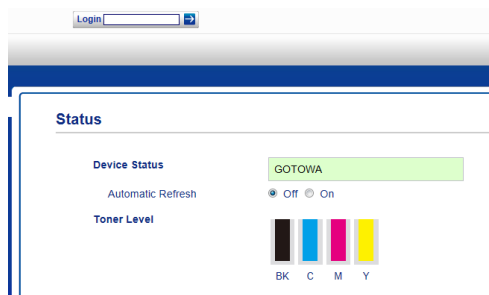 Login
Status
Device Status GOTOWA
Automatic Refresh Off On
Toner Level
BK C M Y